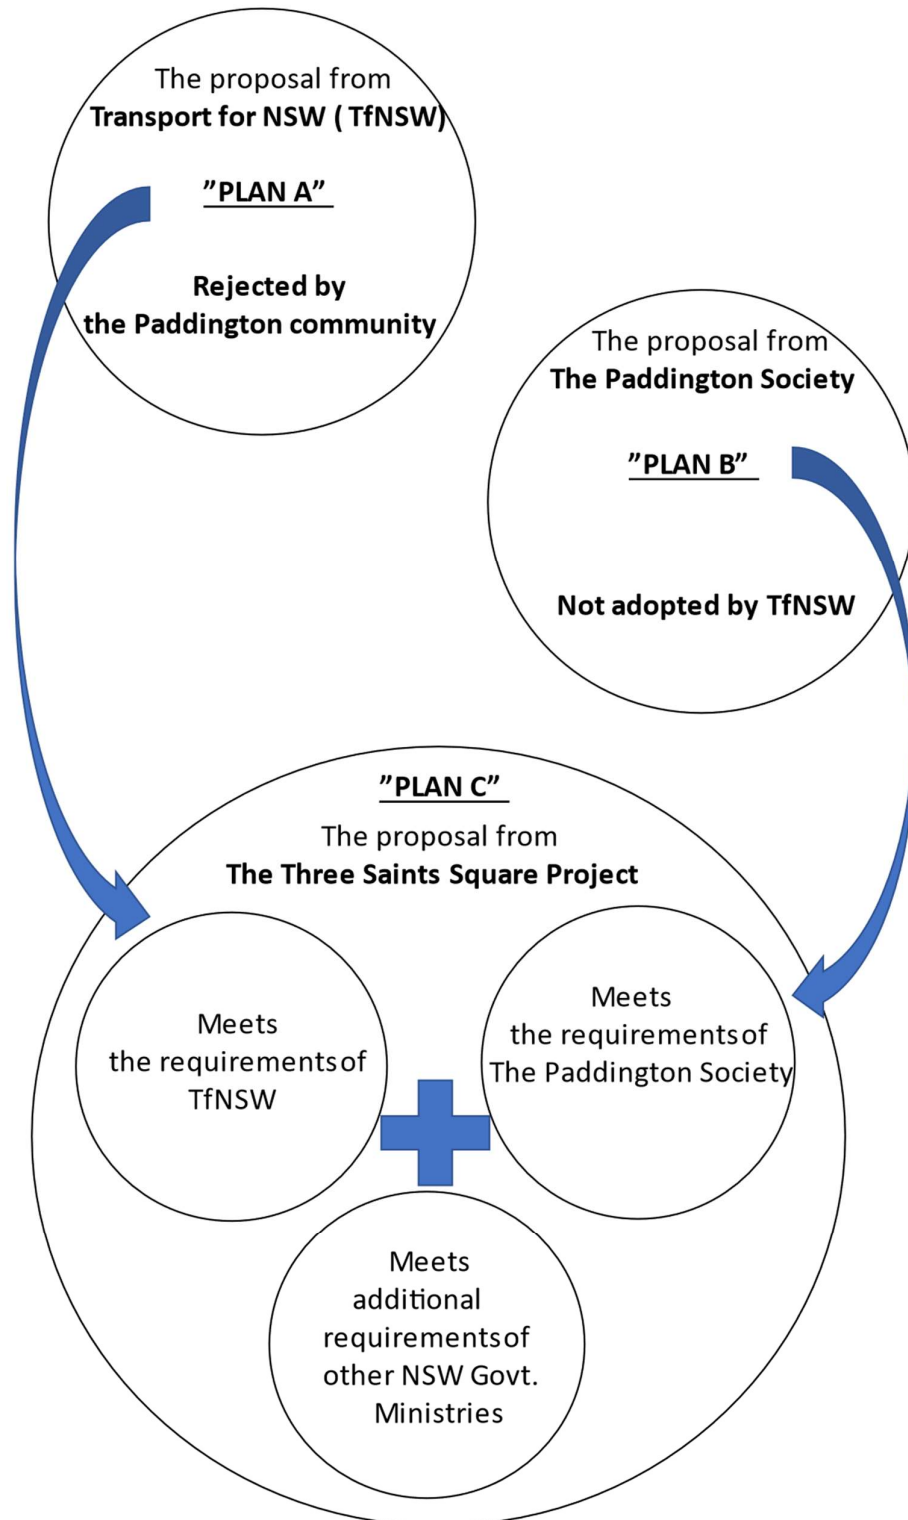 The proposal from
Transport for NSW ( TfNSW)
”PLAN A”
Rejected by
the Paddington community
The proposal from
The Paddington Society
”PLAN B”
Not adopted by TfNSW
”PLAN C”
The proposal from
The Three Saints Square Project
Meets
the requirements of
TfNSW
Meets
the requirements of
The Paddington Society
Meets
additional
requirements of
other NSW Govt.
Ministries